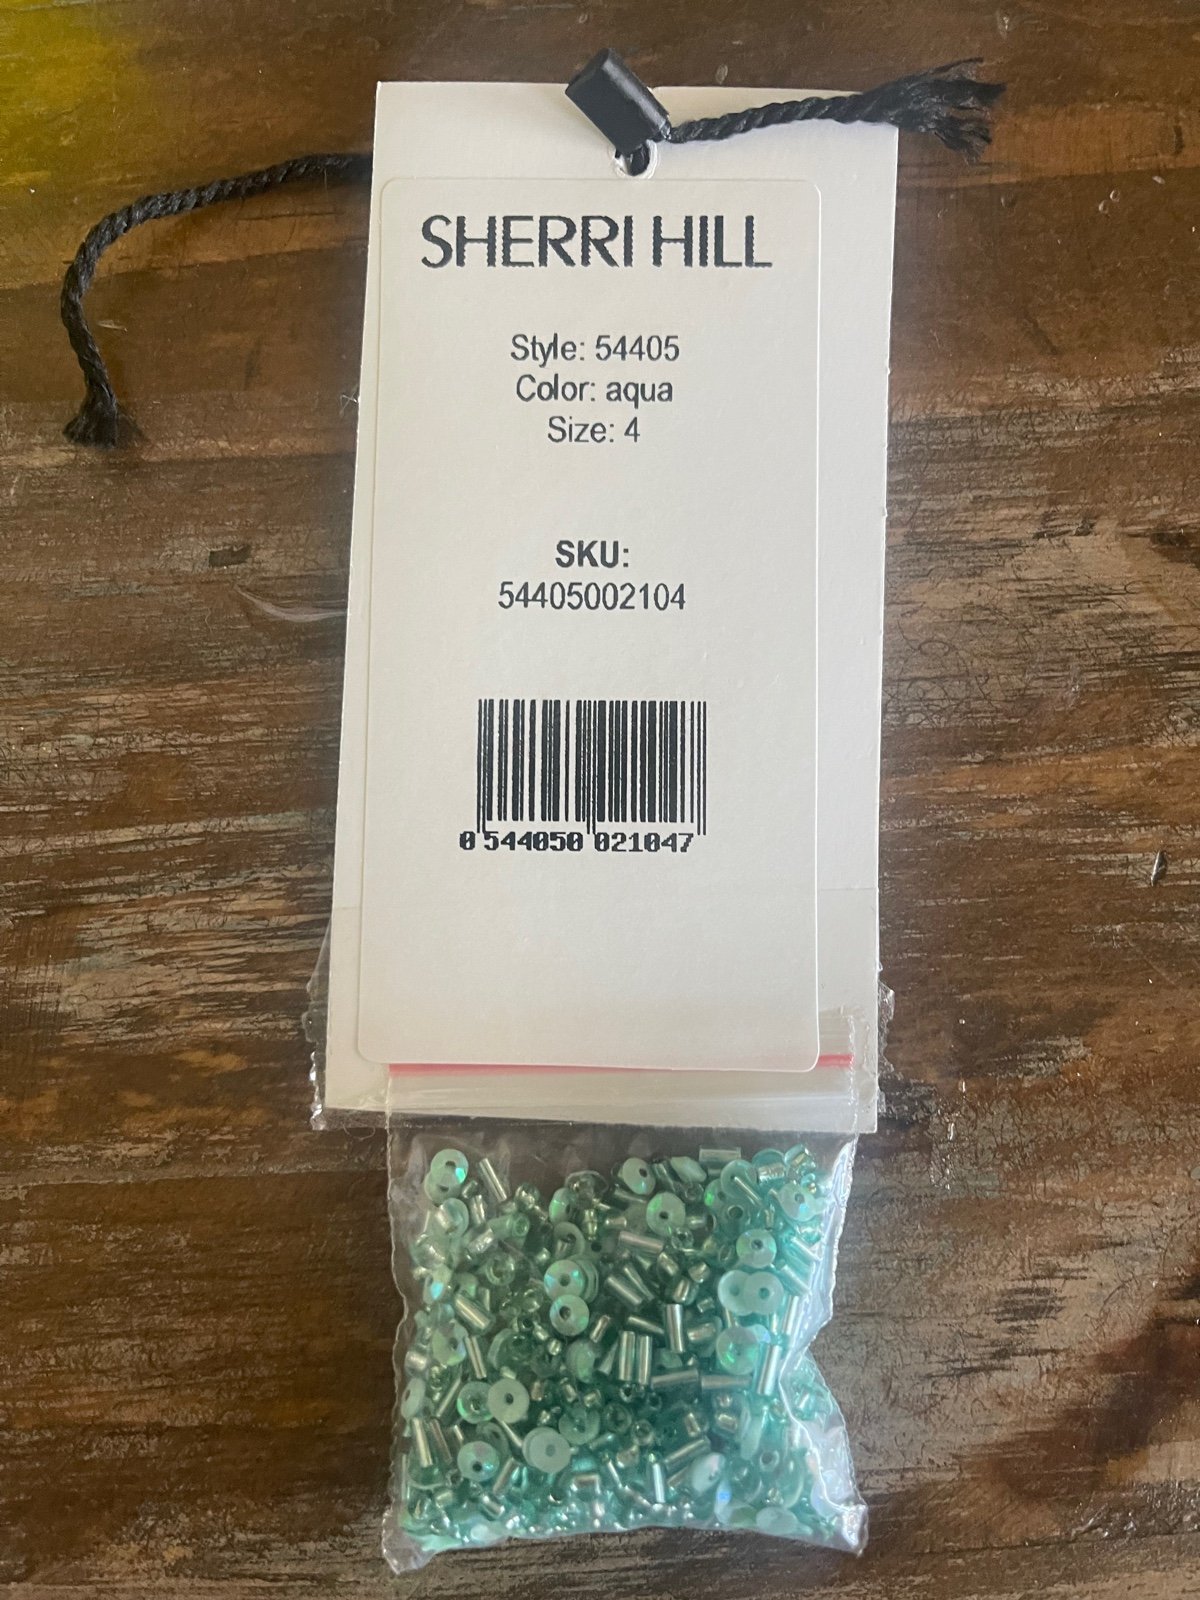 SHERRI HILL
Style: 54405
Color: aqua
Size: 4
SKU:
54405002104
0 544050 021047